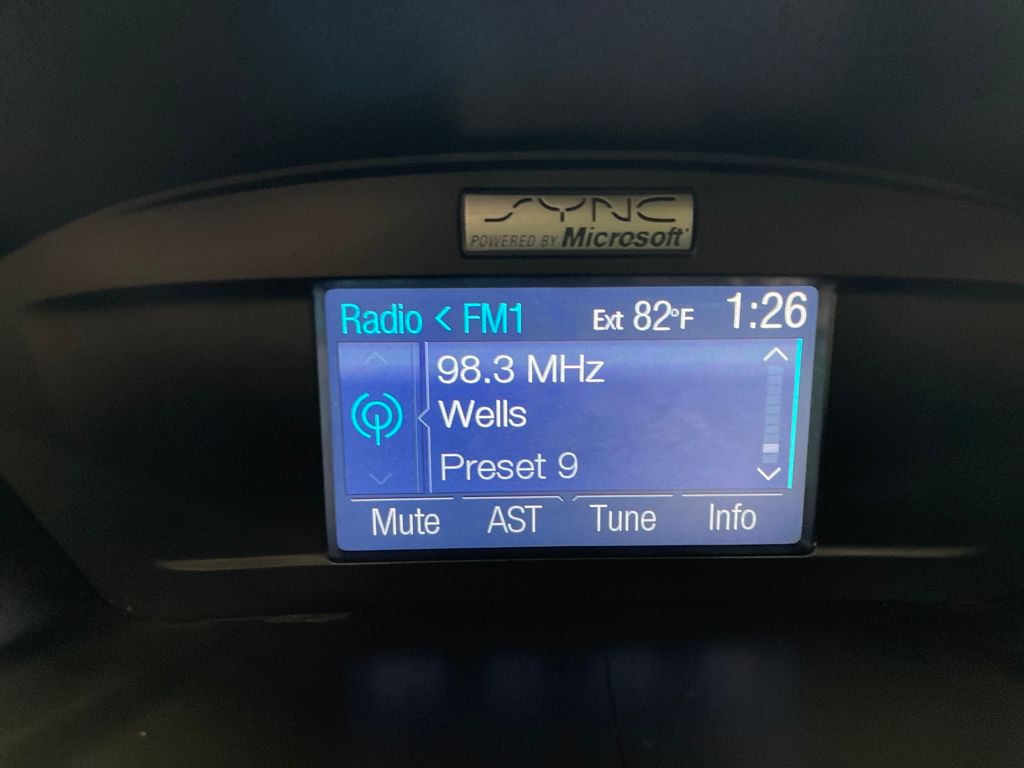 SYNC
POWERED BY Microsoft
Radio < FM1 Ext 82°F 1:26
98.3 MHz
Wells
Preset 9
Mute AST Tune Info